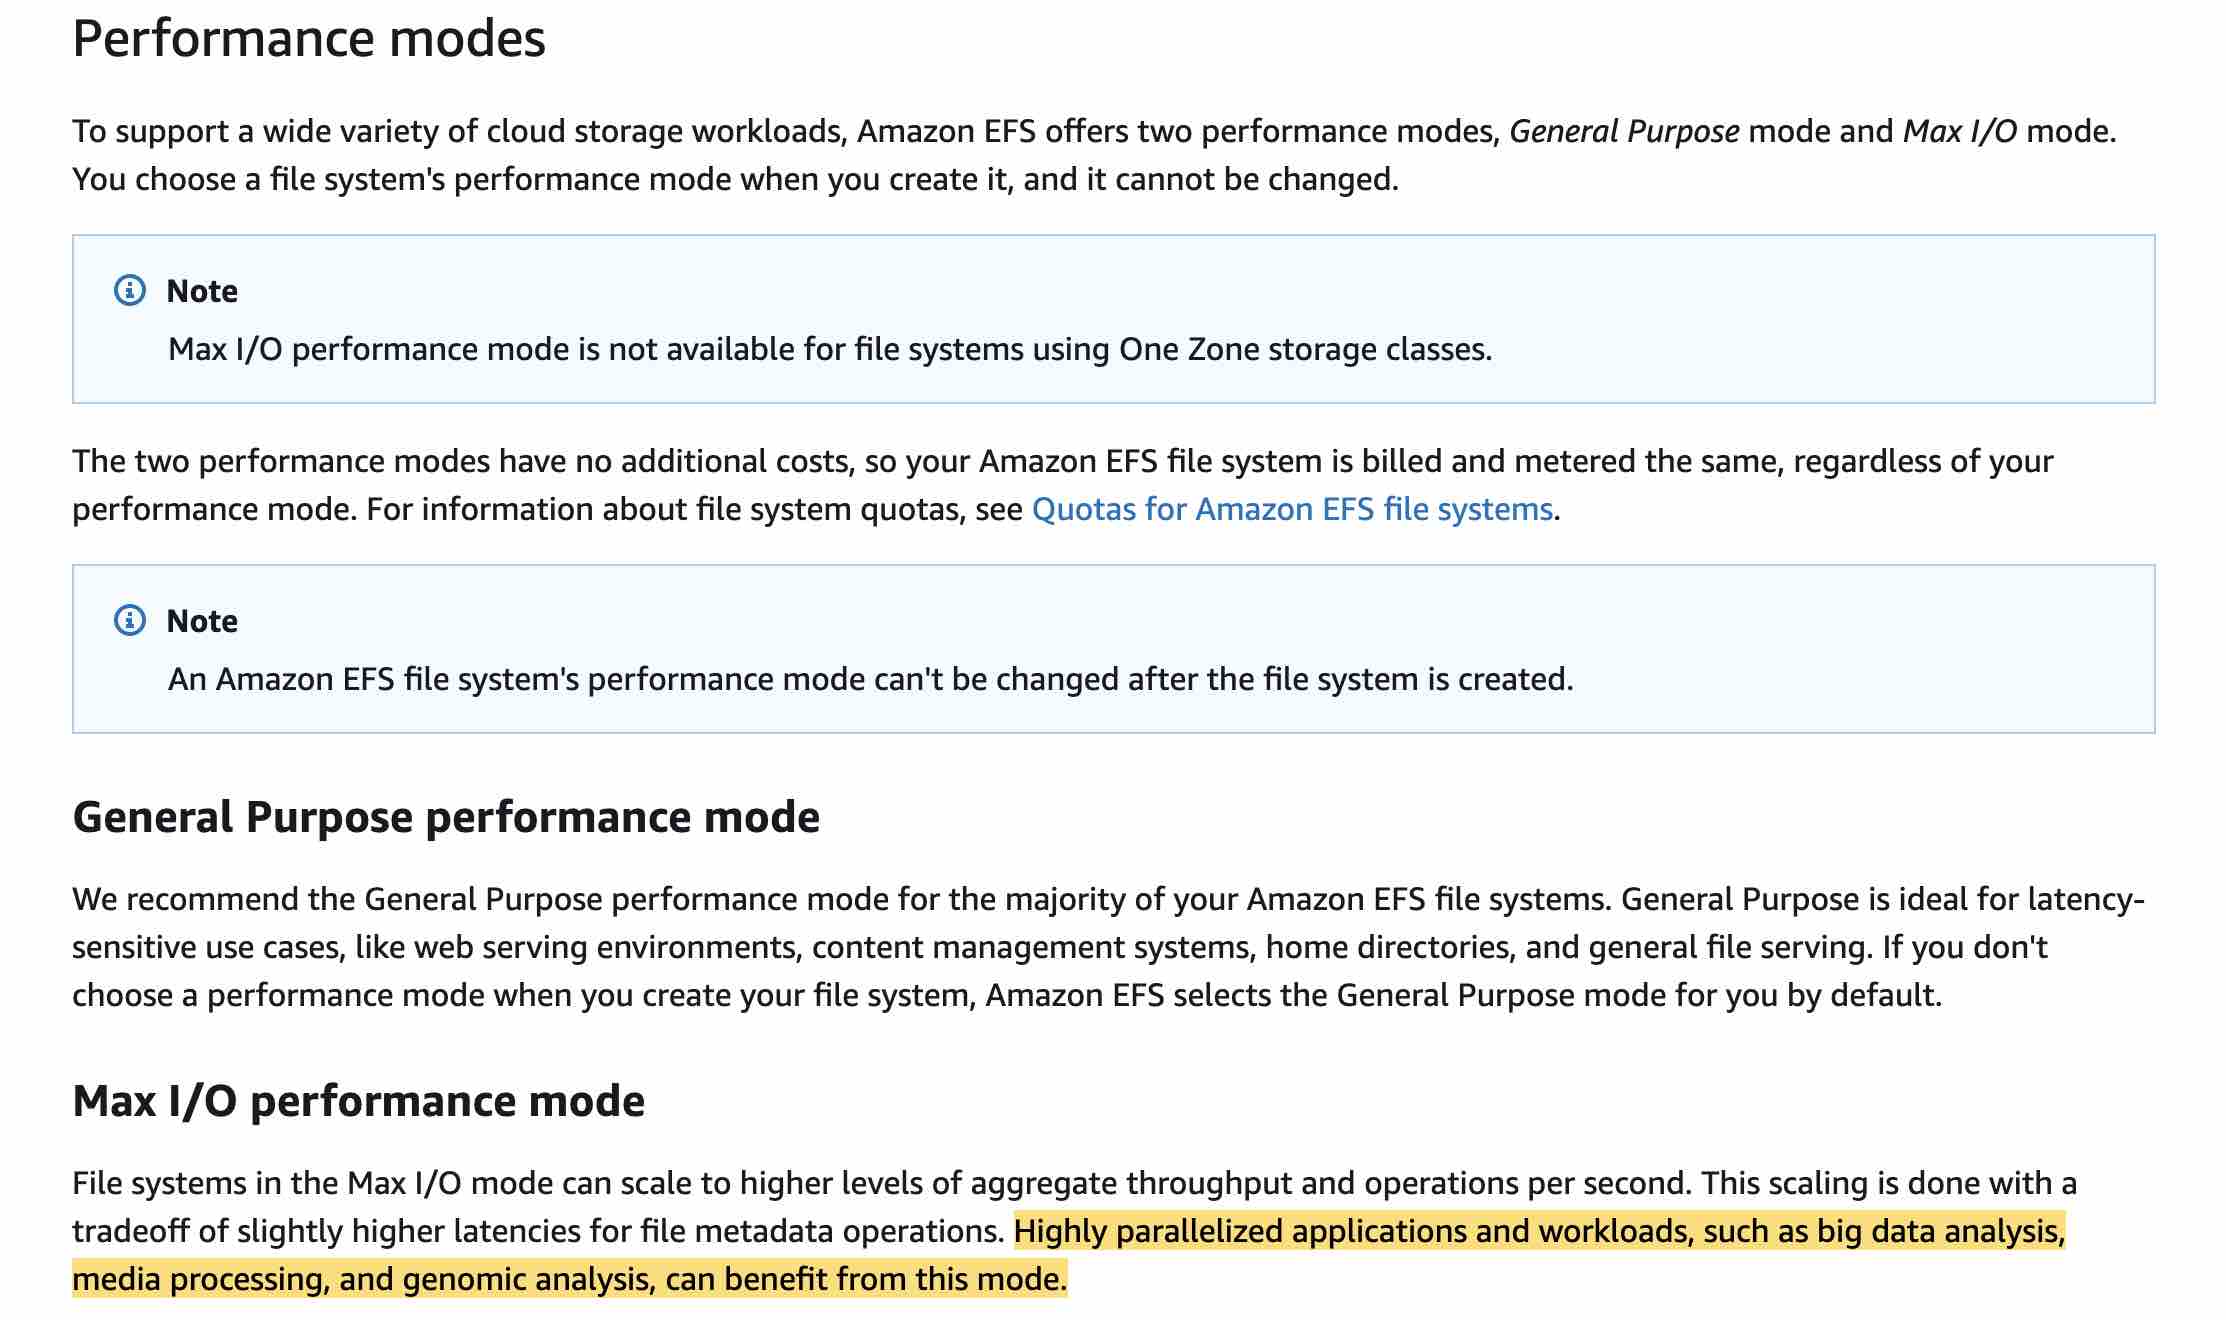 Performance modes
To support a wide variety of cloud storage workloads, Amazon EFS offers two performance modes, General Purpose mode and Max I/O mode.
You choose a file system's performance mode when you create it, and it cannot be changed.
Note
Max I/O performance mode is not available for file systems using One Zone storage classes.
The two performance modes have no additional costs, so your Amazon EFS file system is billed and metered the same, regardless of your
performance mode. For information about file system quotas, see Quotas for Amazon EFS file systems.
Note
An Amazon EFS file system's performance mode can't be changed after the file system is created.
General Purpose performance mode
We recommend the General Purpose performance mode for the majority of your Amazon EFS file systems. General Purpose is ideal for latency-
sensitive use cases, like web serving environments, content management systems, home directories, and general file serving. If you don't
choose a performance mode when you create your file system, Amazon EFS selects the General Purpose mode for you by default.
Max I/O performance mode
File systems in the Max I/O mode can scale to higher levels of aggregate throughput and operations per second. This scaling is done with a
tradeoff of slightly higher latencies for file metadata operations. Highly parallelized applications and workloads, such as big data analysis,
media processing, and genomic analysis, can benefit from this mode.